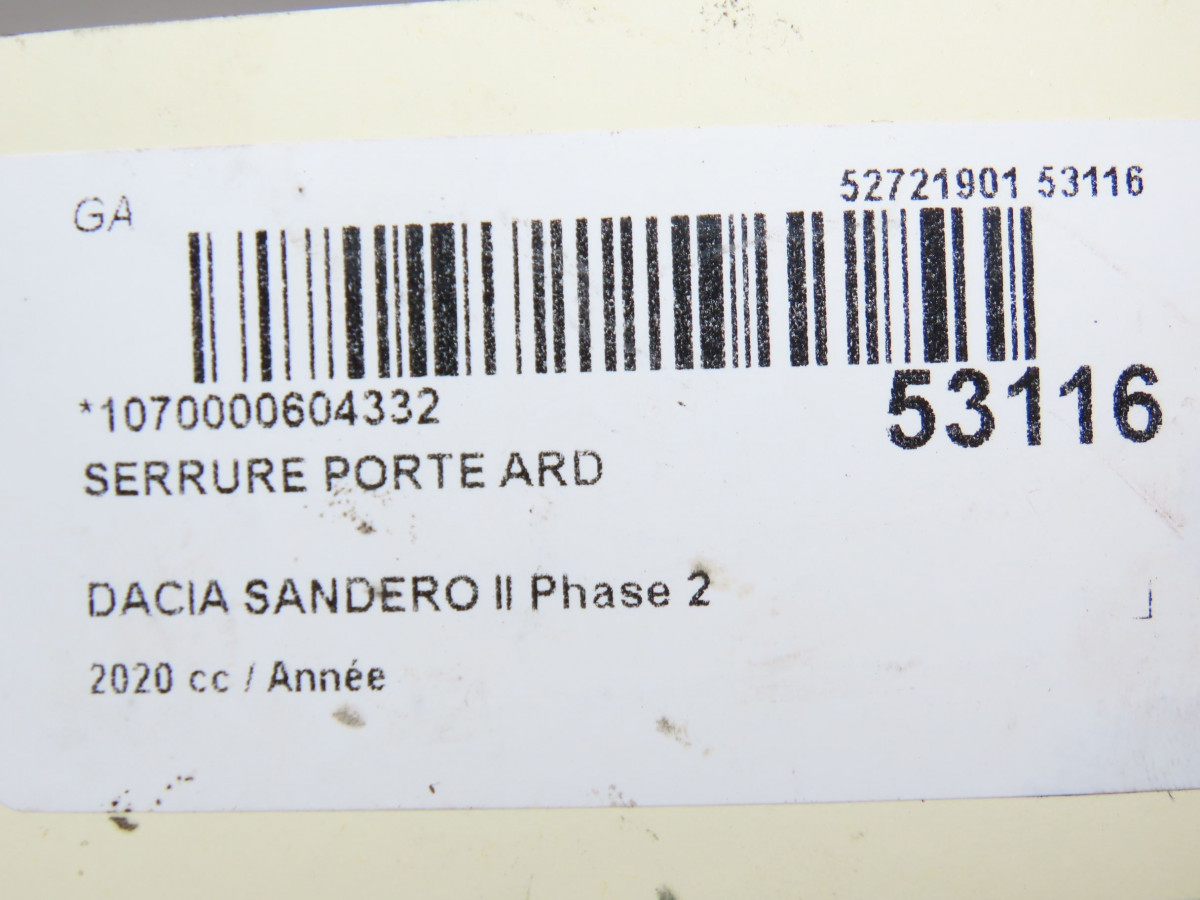 GA
52721901 53116
*1070000604332
53116
SERRURE PORTE ARD
DACIA SANDERO II Phase 2
2020 cc / Année